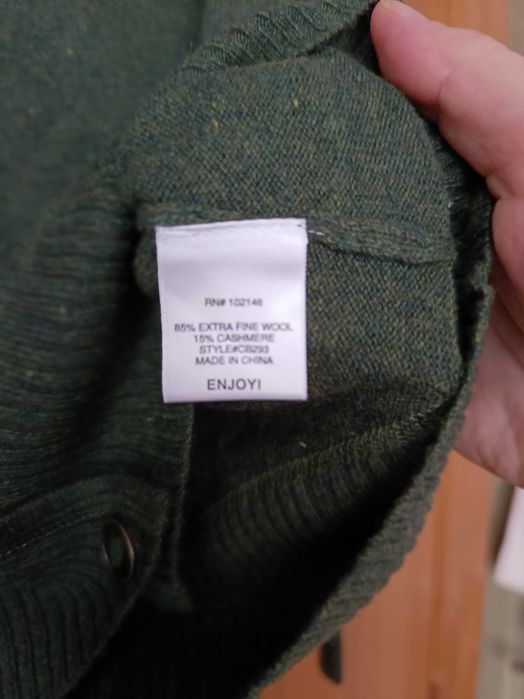 RN# 102146
85% EXTRA FINE WOOL
15% CASHMERE
STYLE#CB293
MADE IN CHINA
ENJOY!